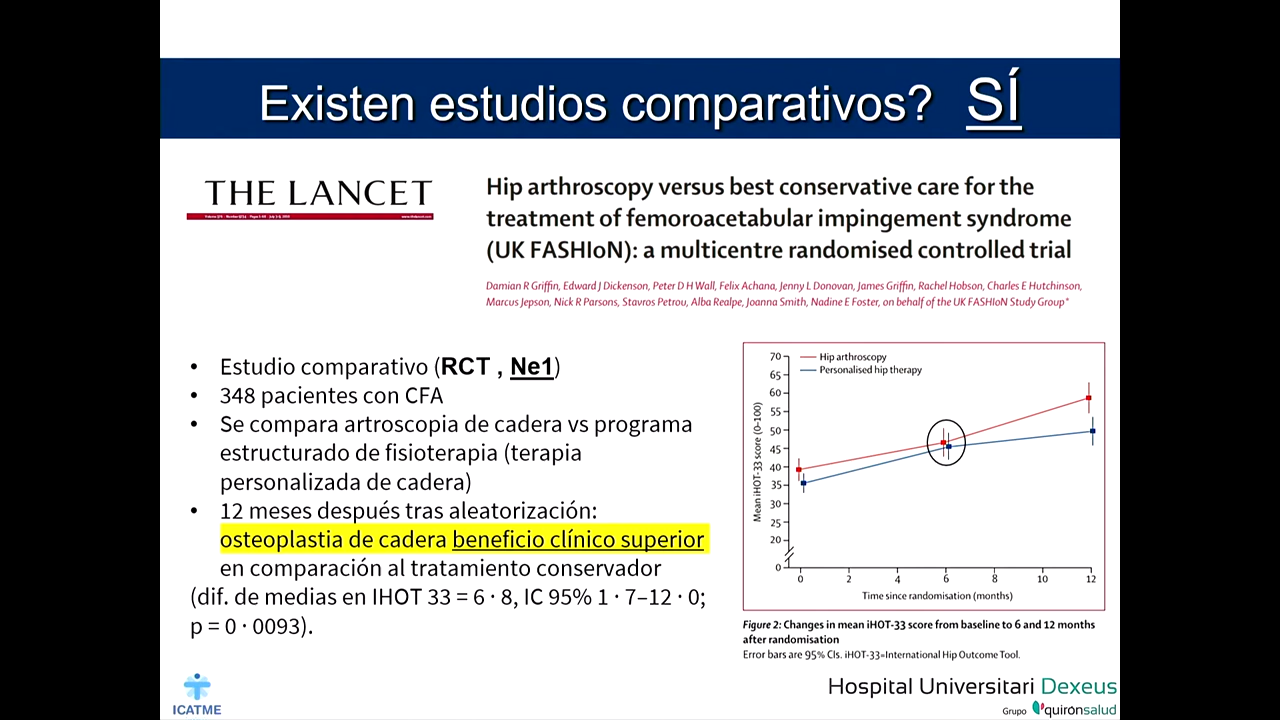 Existen estudios comparativos? SÍ
THE LANCET
Hip arthroscopy versus best conservative care for the
treatment of femoroacetabular impingement syndrome
(UK FASHIoN): a multicentre randomised controlled trial
Damian R Griffin, Edward J Dickenson, Peter D H Wall, Felix Achana, Jenny L Donovan, James Griffin, Rachel Hobson, Charles E Hutchinson,
Marcus Jepson, Nick R Parsons, Stavros Petrou, Alba Realpe, Joanna Smith, Nadine E Foster, on behalf of the UK FASHIoN Study Group*
• Estudio comparativo (RCT , Ne1)
• 348 pacientes con CFA
• Se compara artroscopia de cadera vs programa
estructurado de fisioterapia (terapia
personalizada de cadera)
• 12 meses después tras aleatorización:
osteoplastia de cadera beneficio clínico superior
en comparación al tratamiento conservador
(dif. de medias en IHOT 33 = 6 · 8, IC 95% 1 · 7–12 · 0;
p = 0 · 0093).
Hip arthroscopy
Personalised hip therapy
Mean iHOT-33 score (0–100)
70
65
60
55
50
45
40
35
30
25
20
0
0 2 4 6 8 10 12
Time since randomisation (months)
Figure 2: Changes in mean iHOT-33 score from baseline to 6 and 12 months
after randomisation
Error bars are 95% CIs. iHOT-33=International Hip Outcome Tool.
ICATME
Hospital Universitari Dexeus
Grupo quirónsalud